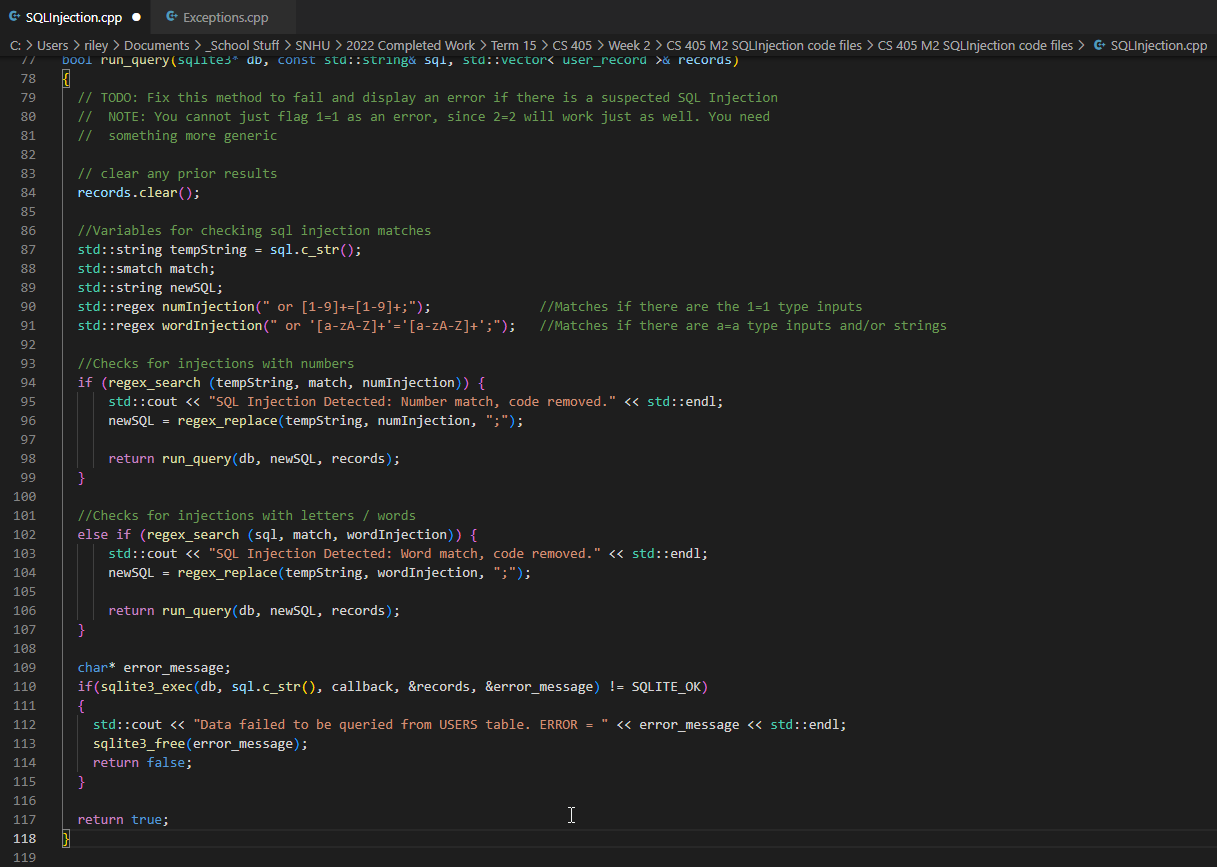 SQLInjection.cpp
Exceptions.cpp
C: > Users > riley > Documents > _School Stuff > SNHU > 2022 Completed Work > Term 15 > CS 405 > Week 2 > CS 405 M2 SQLInjection code files > CS 405 M2 SQLInjection code files > SQLInjection.cpp
77 bool run_query(sqlite3* db, const std::string& sql, std::vector< user_record >& records)
78 {
79 // TODO: Fix this method to fail and display an error if there is a suspected SQL Injection
80 //  NOTE: You cannot just flag 1=1 as an error, since 2=2 will work just as well. You need
81 //  something more generic
82
83 // clear any prior results
84 records.clear();
85
86 //Variables for checking sql injection matches
87 std::string tempString = sql.c_str();
88 std::smatch match;
89 std::string newSQL;
90 std::regex numInjection(" or [1-9]+=[1-9]+;"); //Matches if there are the 1=1 type inputs
91 std::regex wordInjection(" or '[a-zA-Z]+'='[a-zA-Z]+';"); //Matches if there are a=a type inputs and/or strings
92
93 //Checks for injections with numbers
94 if (regex_search (tempString, match, numInjection)) {
95 std::cout << "SQL Injection Detected: Number match, code removed." << std::endl;
96 newSQL = regex_replace(tempString, numInjection, ";");
97
98 return run_query(db, newSQL, records);
99 }
100
101 //Checks for injections with letters / words
102 else if (regex_search (sql, match, wordInjection)) {
103 std::cout << "SQL Injection Detected: Word match, code removed." << std::endl;
104 newSQL = regex_replace(tempString, wordInjection, ";");
105
106 return run_query(db, newSQL, records);
107 }
108
109 char* error_message;
110 if(sqlite3_exec(db, sql.c_str(), callback, &records, &error_message) != SQLITE_OK)
111 {
112 std::cout << "Data failed to be queried from USERS table. ERROR = " << error_message << std::endl;
113 sqlite3_free(error_message);
114 return false;
115 }
116
117 return true;
118 }
119